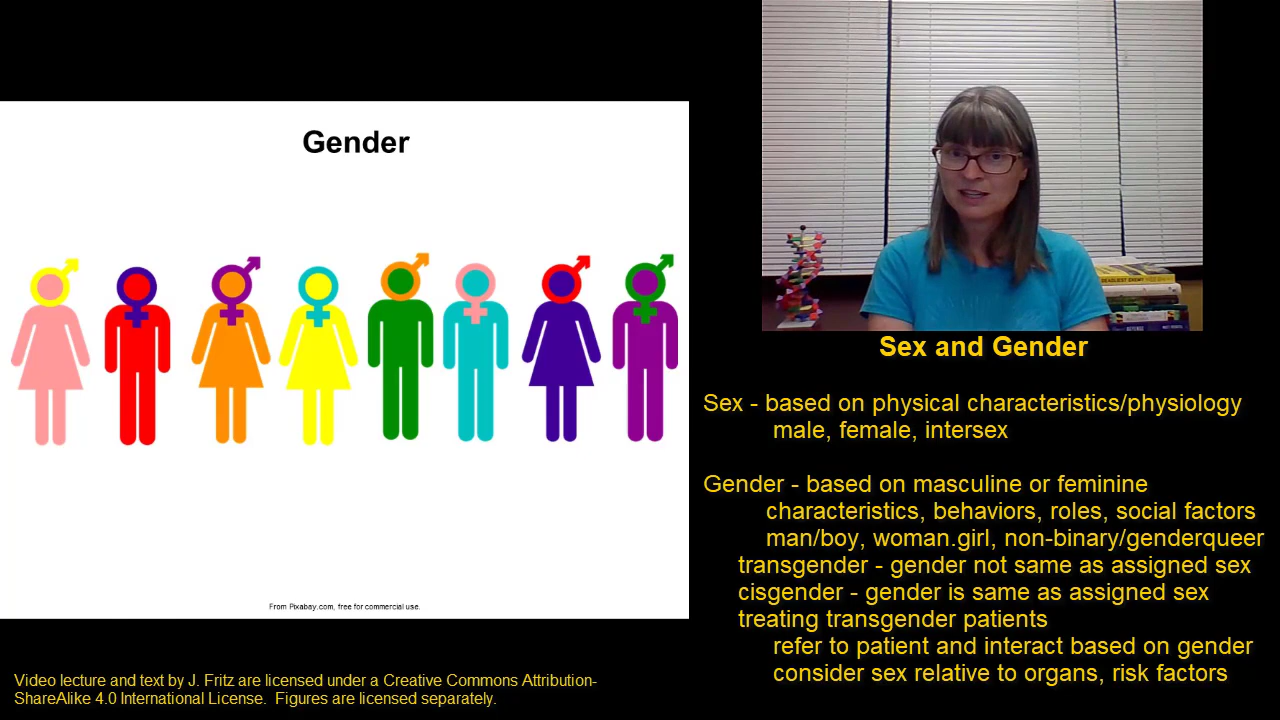 Gender
From Pixabay.com, free for commercial use.
Sex and Gender
Sex - based on physical characteristics/physiology
male, female, intersex
Gender - based on masculine or feminine
characteristics, behaviors, roles, social factors
man/boy, woman.girl, non-binary/genderqueer
transgender - gender not same as assigned sex
cisgender - gender is same as assigned sex
treating transgender patients
refer to patient and interact based on gender
consider sex relative to organs, risk factors
Video lecture and text by J. Fritz are licensed under a Creative Commons Attribution-
ShareAlike 4.0 International License.  Figures are licensed separately.